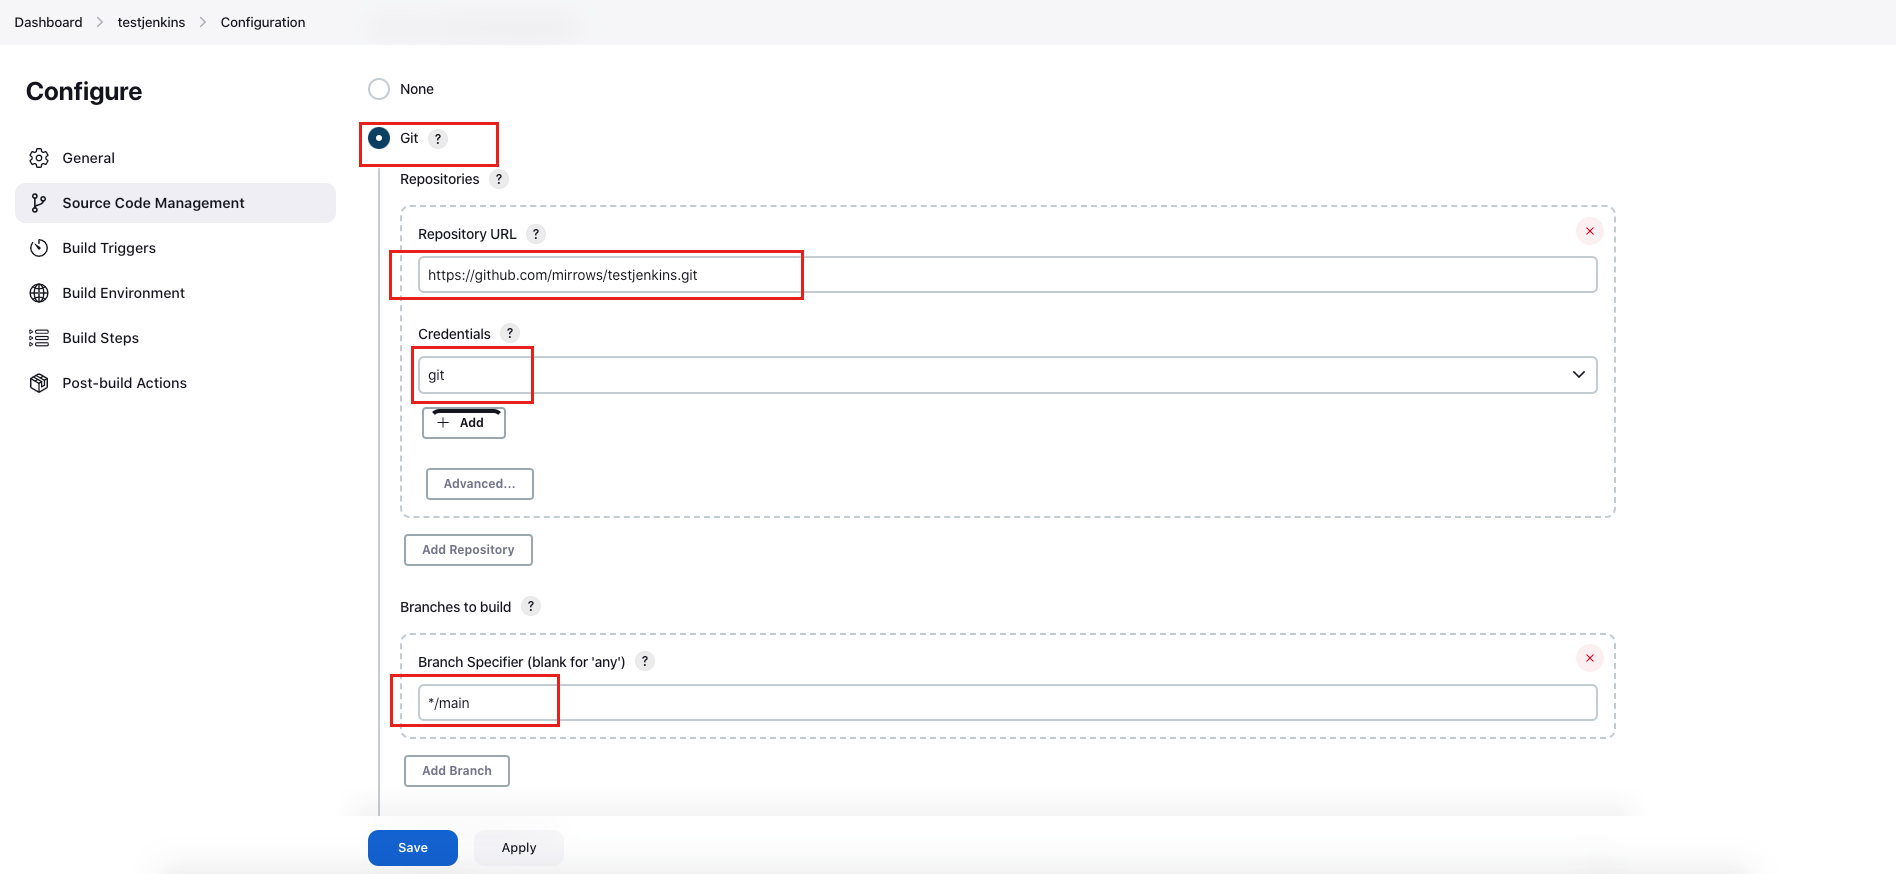 Dashboard > testjenkins > Configuration
Configure
General
Source Code Management
Build Triggers
Build Environment
Build Steps
Post-build Actions
None
Git ?
Repositories ?
Repository URL ?
https://github.com/mirrows/testjenkins.git
Credentials ?
git
+ Add
Advanced...
Add Repository
Branches to build ?
Branch Specifier (blank for 'any') ?
*/main
Add Branch
Save Apply